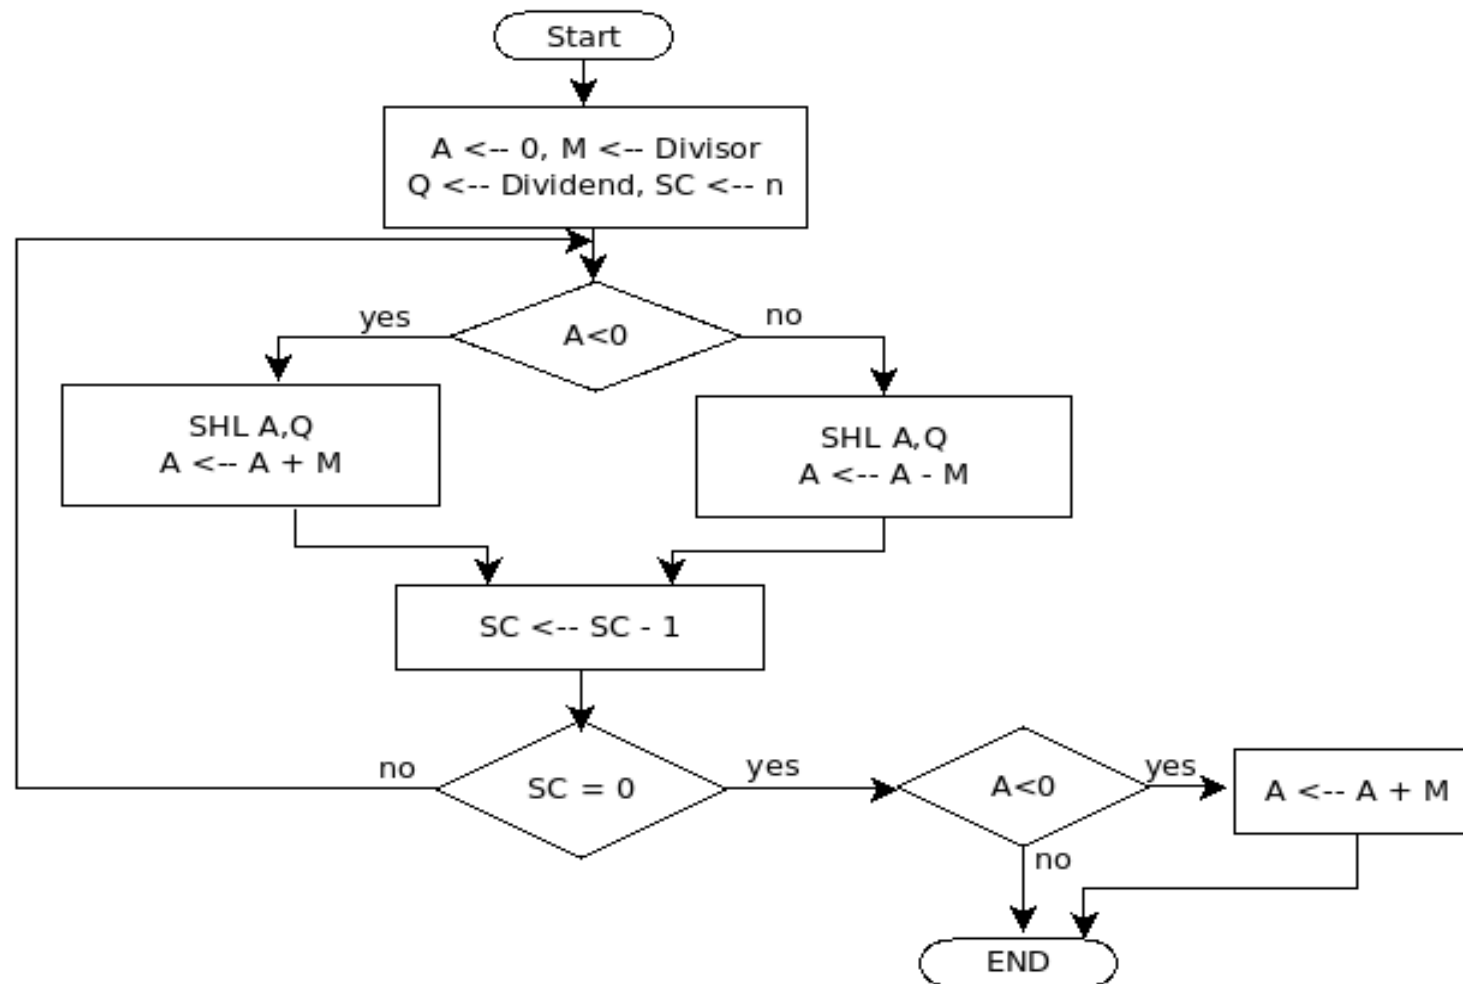 Start
A <-- 0, M <-- Divisor
Q <-- Dividend, SC <-- n
yes
A<0
no
SHL A,Q
A <-- A + M
SHL A,Q
A <-- A - M
SC <-- SC - 1
no
SC = 0
yes
A<0
yes
A <-- A + M
no
END